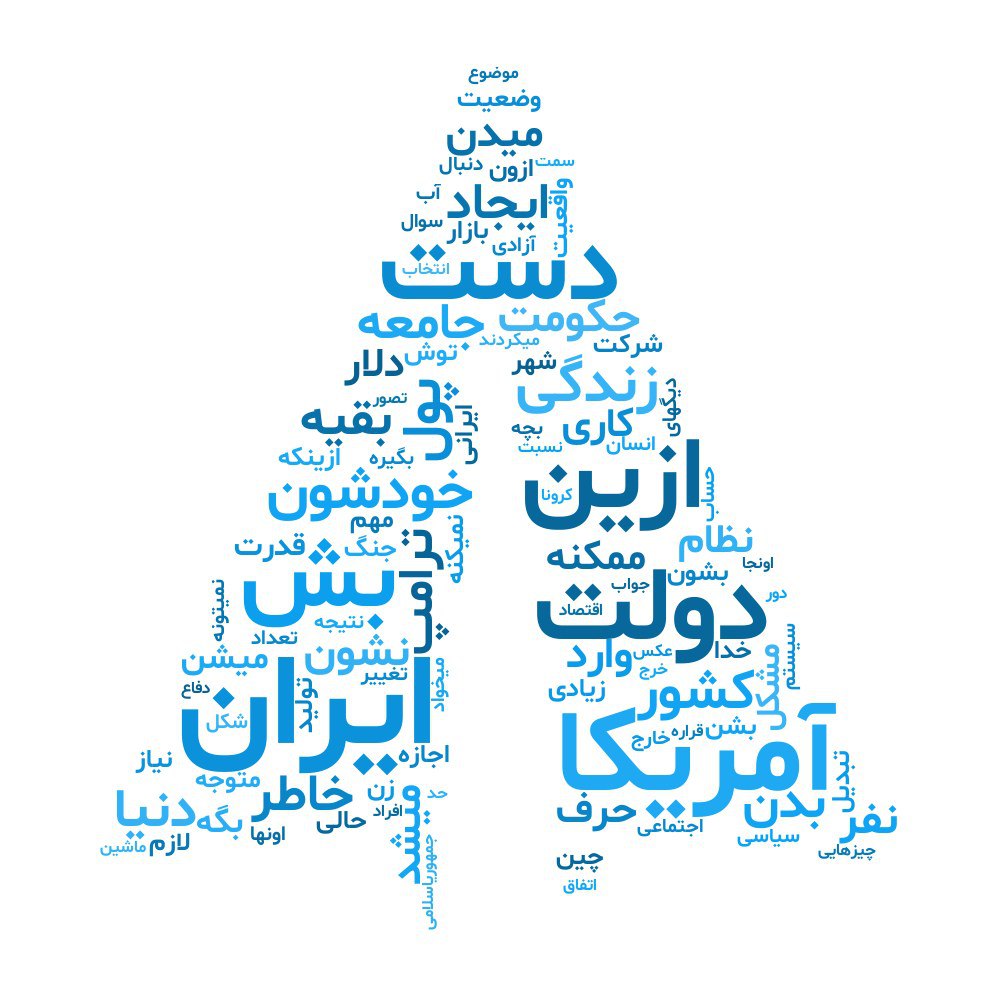 موضوع
وضعیت
میدن
سمت
ازون
دنبال
واقعیت
ایجاد
آب
بازار
سوال
آزادی
دست
انتخاب
حکومت
جامعه
میکردند
شرکت
توش
شهر
دلار
زندگی
دیگهای
پول
تصور
ایرانی
بقیه
کاری
بچه
انسان
نسبت
بگیره
ازینکه
ازین
کرونا
حساب
خودشون
مهم
نمیکنه
ترامپ
جنگ
قدرت
نظام
ممکنه
اونجا
بشون
جواب
بش
نمیتونه
دولت
اقتصاد
دور
نتیجه
تعداد
سیستم
خدا
عکس
وارد
خرج
مشکل
نشون
میشن
تغییر
میخواد
زیادی
کشور
دفاع
تولید
ایران
شکل
آمریکا
بشن
قراره
خارج
اجازه
نیاز
متوجه
تبدیل
زن
حد
خاطر
میشد
افراد
حالی
دنیا
بگه
اونها
بدن
حرف
نفر
اجتماعی
سیاسی
لازم
ماشین
جمهوریاسلامی
چیزهایی
چین
اتفاق